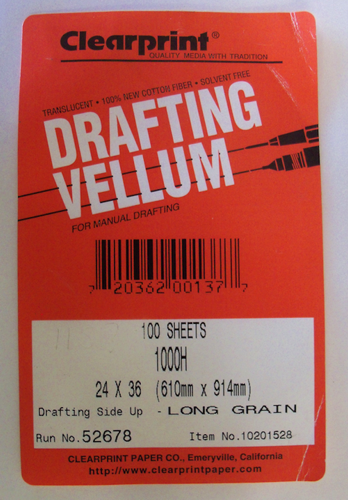 Clearprint®
QUALITY MEDIA WITH TRADITION
TRANSLUCENT • 100% NEW COTTON FIBER • SOLVENT FREE
DRAFTING
VELLUM
FOR MANUAL DRAFTING
7 20362 00137 7
100 SHEETS
1000H
24 X 36 (610mm x 914mm)
Drafting Side Up - LONG GRAIN
Run No. 52678 Item No. 10201528
CLEARPRINT PAPER CO., Emeryville, California
http://www.clearprintpaper.com